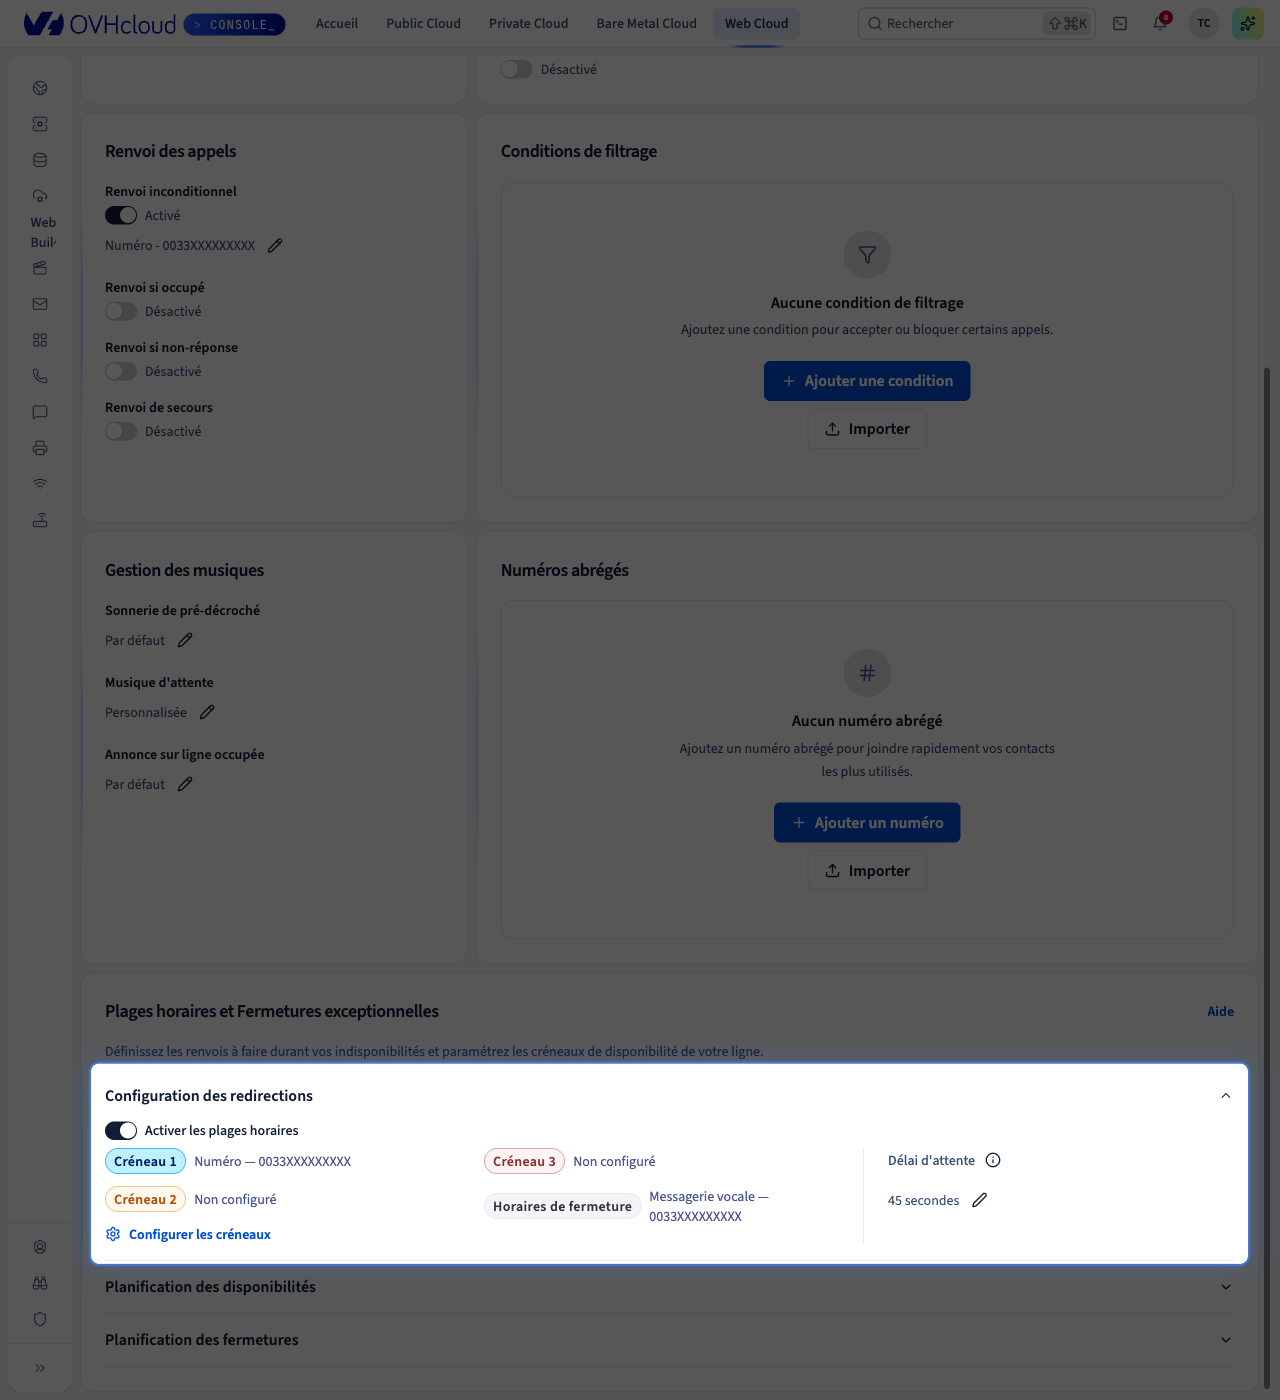 OVHcloud > CONSOLE_ Accueil Public Cloud Private Cloud Bare Metal Cloud Web Cloud Rechercher ⇧⌘K 8 TC
Désactivé
Web
Buil
Renvoi des appels
Renvoi inconditionnel
Activé
Numéro - 0033XXXXXXXXX
Renvoi si occupé
Désactivé
Renvoi si non-réponse
Désactivé
Renvoi de secours
Désactivé
Conditions de filtrage
Aucune condition de filtrage
Ajoutez une condition pour accepter ou bloquer certains appels.
+ Ajouter une condition
Importer
Gestion des musiques
Sonnerie de pré-décroché
Par défaut
Musique d'attente
Personnalisée
Annonce sur ligne occupée
Par défaut
Numéros abrégés
#
Aucun numéro abrégé
Ajoutez un numéro abrégé pour joindre rapidement vos contacts
les plus utilisés.
+ Ajouter un numéro
Importer
Plages horaires et Fermetures exceptionnelles
Aide
Définissez les renvois à faire durant vos indisponibilités et paramétrez les créneaux de disponibilité de votre ligne.
Configuration des redirections
Activer les plages horaires
Créneau 1 Numéro — 0033XXXXXXXXX
Créneau 2 Non configuré
Configurer les créneaux
Créneau 3 Non configuré
Horaires de fermeture Messagerie vocale —
0033XXXXXXXXX
Délai d'attente
45 secondes
Planification des disponibilités
Planification des fermetures